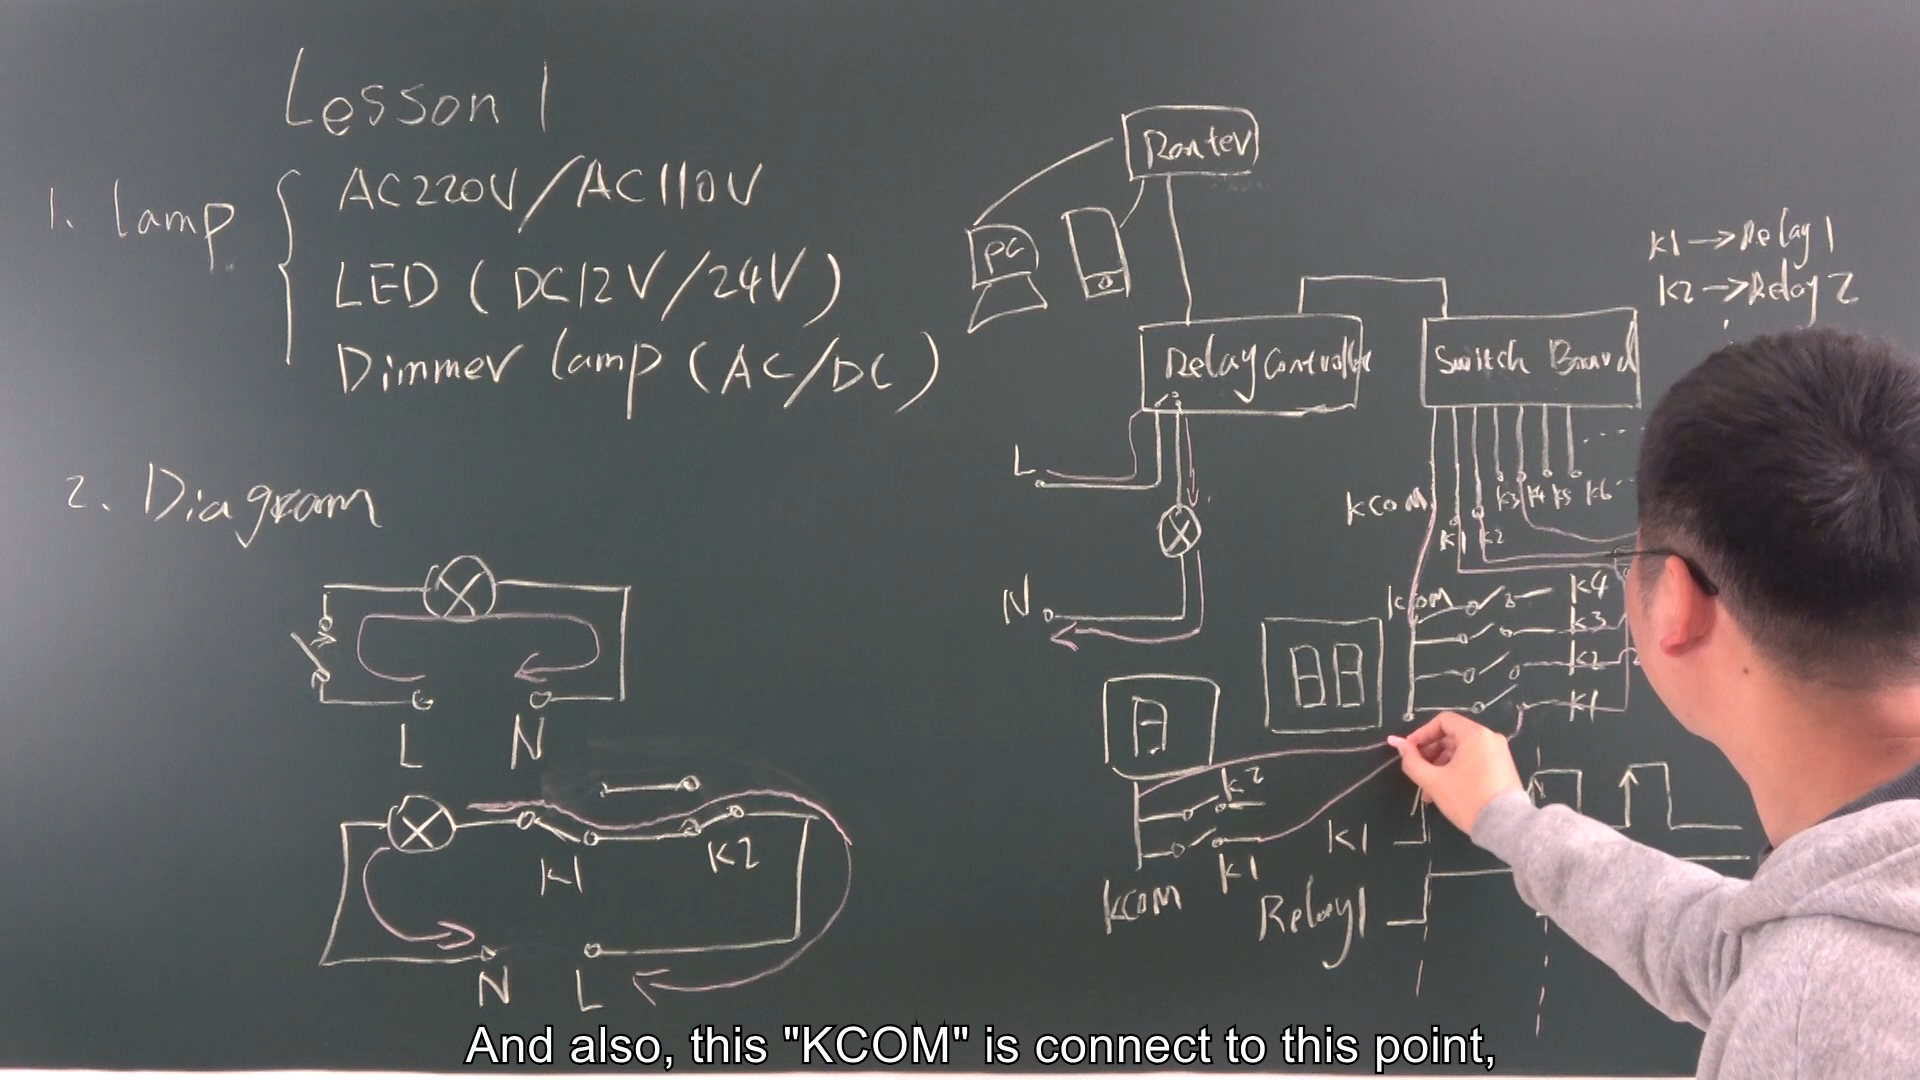 Lesson 1
1. Lamp
AC220V/AC110V
LED (DC12V/24V)
Dimmer lamp (AC/DC)
2. Diagram
L N
K1 K2
N L
Router
PC
Relay Controller
Switch Board
K1→Relay 1
K2→Relay 2
L
N
KCOM K1 K2 K3 K4 K5 K6
KCOM
K4
K3
K2
K1
K2
K1
KCOM
K1
Relay1
And also, this "KCOM" is connect to this point,